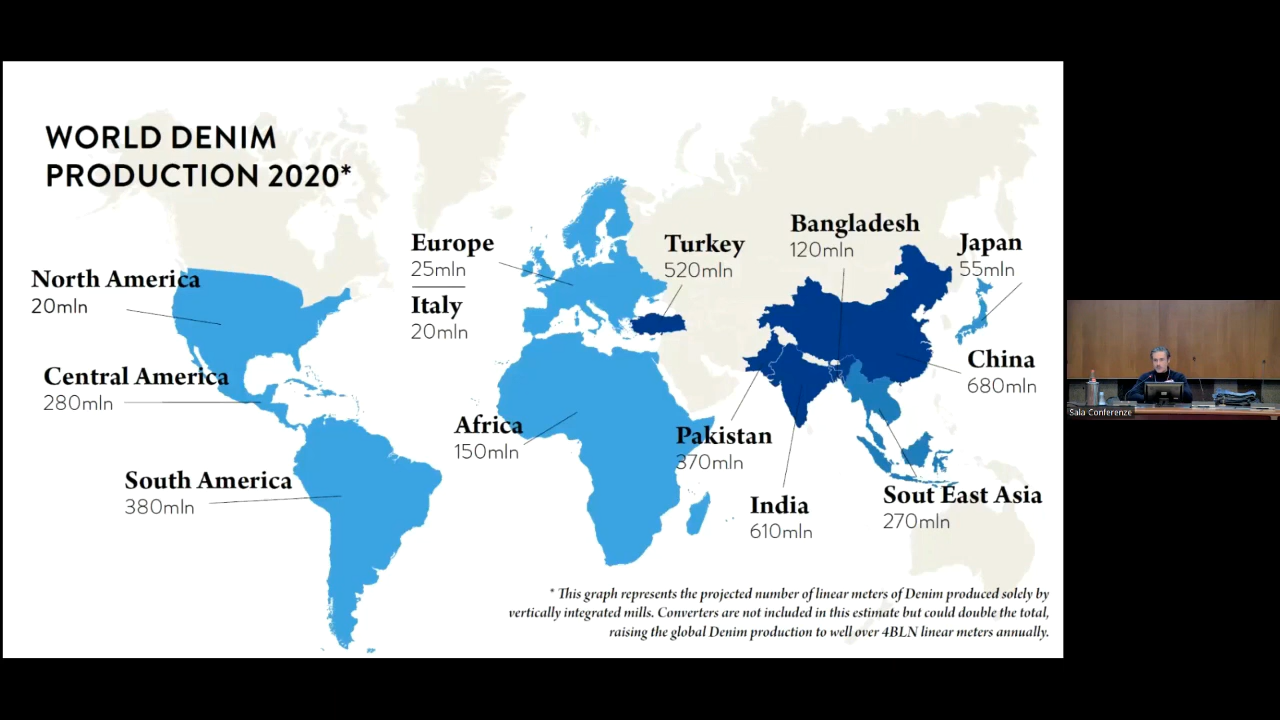 WORLD DENIM
PRODUCTION 2020*
North America
20mln
Central America
280mln
South America
380mln
Europe
25mln
Italy
20mln
Turkey
520mln
Africa
150mln
Bangladesh
120mln
Japan
55mln
China
680mln
Pakistan
370mln
India
610mln
Sout East Asia
270mln
* This graph represents the projected number of linear meters of Denim produced solely by
vertically integrated mills. Converters are not included in this estimate but could double the total,
raising the global Denim production to well over 4BLN linear meters annually.
Sala Conferenze